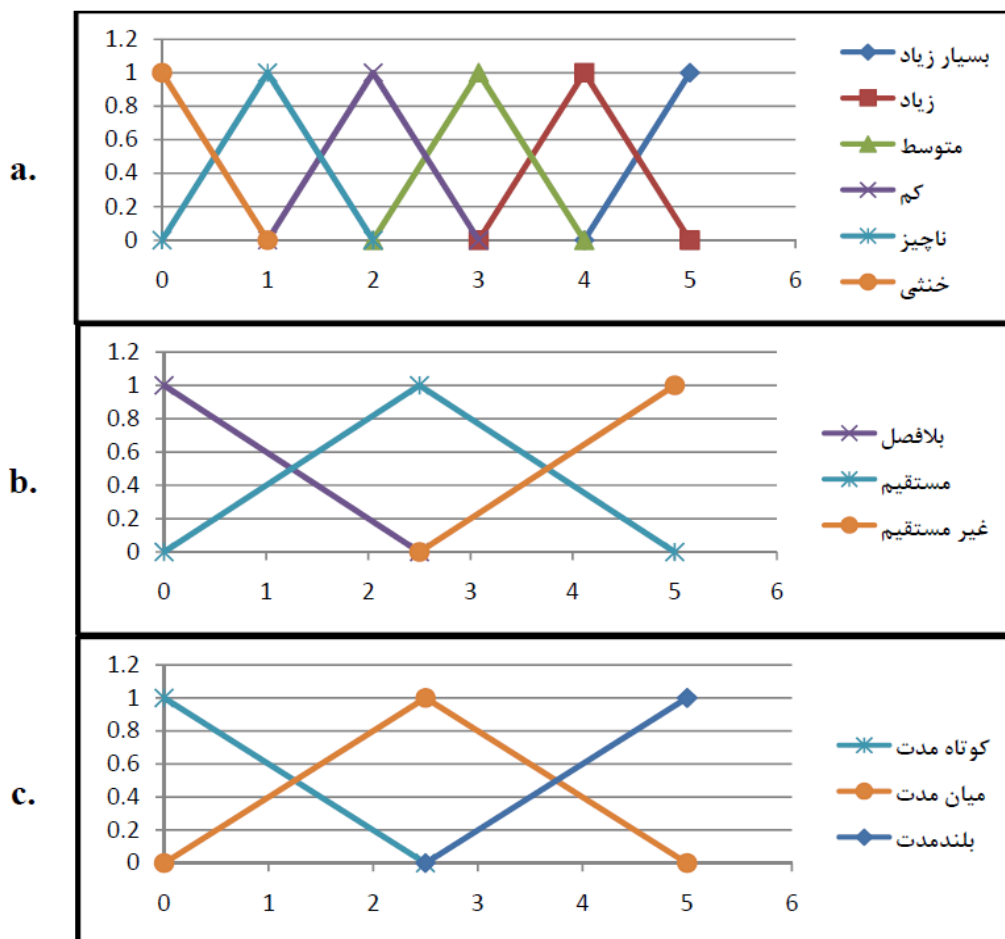 a.
1.2
1
0.8
0.6
0.4
0.2
0
0 1 2 3 4 5 6
بسیار زیاد
زیاد
متوسط
کم
ناچیز
خنثی
b.
1.2
1
0.8
0.6
0.4
0.2
0
0 1 2 3 4 5 6
بلافصل
مستقیم
غیر مستقیم
c.
1.2
1
0.8
0.6
0.4
0.2
0
0 1 2 3 4 5 6
کوتاه مدت
میان مدت
بلندمدت